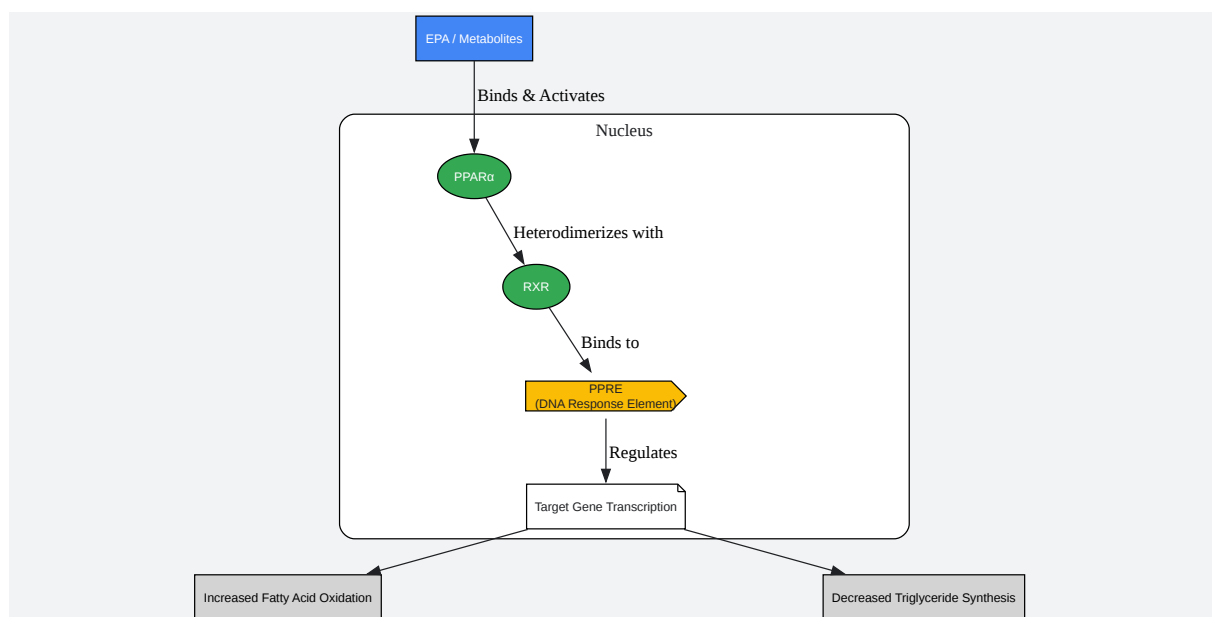 EPA / Metabolites
Binds & Activates
Nucleus
PPARα
Heterodimerizes with
RXR
Binds to
PPRE
(DNA Response Element)
Regulates
Target Gene Transcription
Increased Fatty Acid Oxidation
Decreased Triglyceride Synthesis